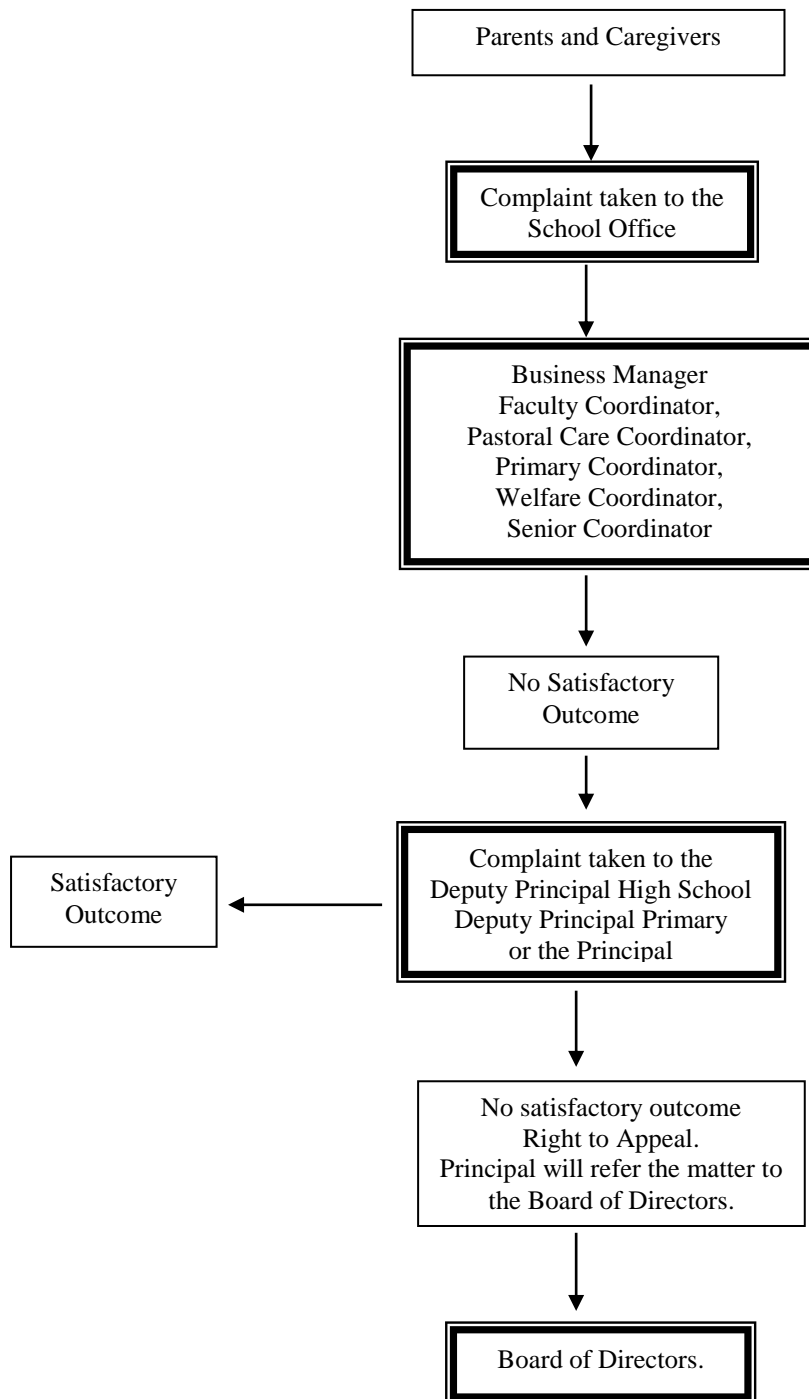 Parents and Caregivers
Complaint taken to the
School Office
Business Manager
Faculty Coordinator,
Pastoral Care Coordinator,
Primary Coordinator,
Welfare Coordinator,
Senior Coordinator
No Satisfactory
Outcome
Complaint taken to the
Deputy Principal High School
Deputy Principal Primary
or the Principal
Satisfactory
Outcome
No satisfactory outcome
Right to Appeal.
Principal will refer the matter to
the Board of Directors.
Board of Directors.